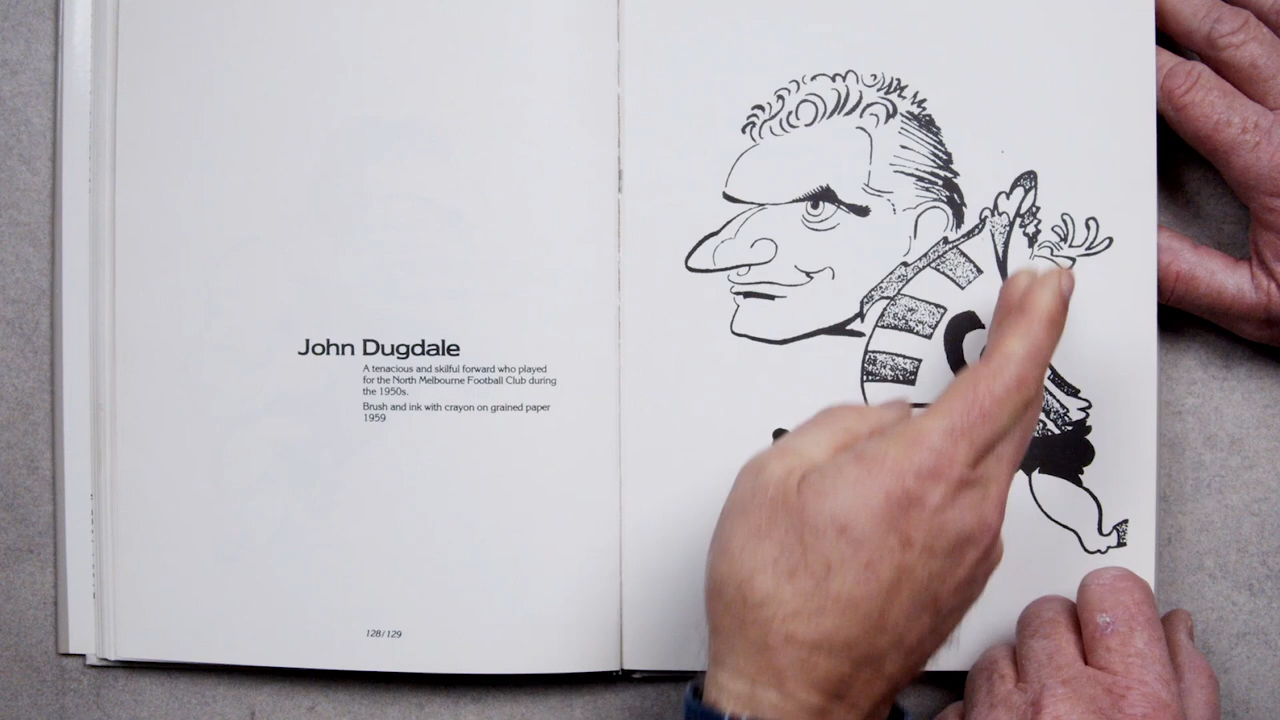 John Dugdale
A tenacious and skilful forward who played
for the North Melbourne Football Club during
the 1950s.
Brush and ink with crayon on grained paper
1959
128/129